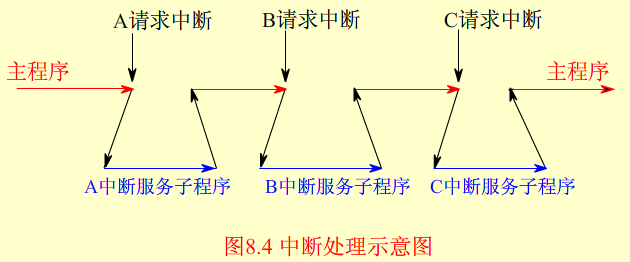 A请求中断 B请求中断 C请求中断
主程序 主程序
A中断服务子程序 B中断服务子程序 C中断服务子程序
图8.4 中断处理示意图